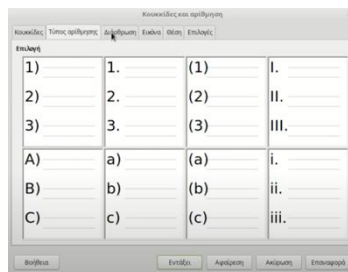 Κουκκίδες και αρίθμηση
Κουκκίδες Τύπος αρίθμησης Διάρθρωση Εικόνα Θέση Επιλογές
Επιλογή
1) 1. (1) I.
2) 2. (2) II.
3) 3. (3) III.
A) a) (a) i.
B) b) (b) ii.
C) c) (c) iii.
Βοήθεια Εντάξει Αφαίρεση Ακύρωση Επαναφορά